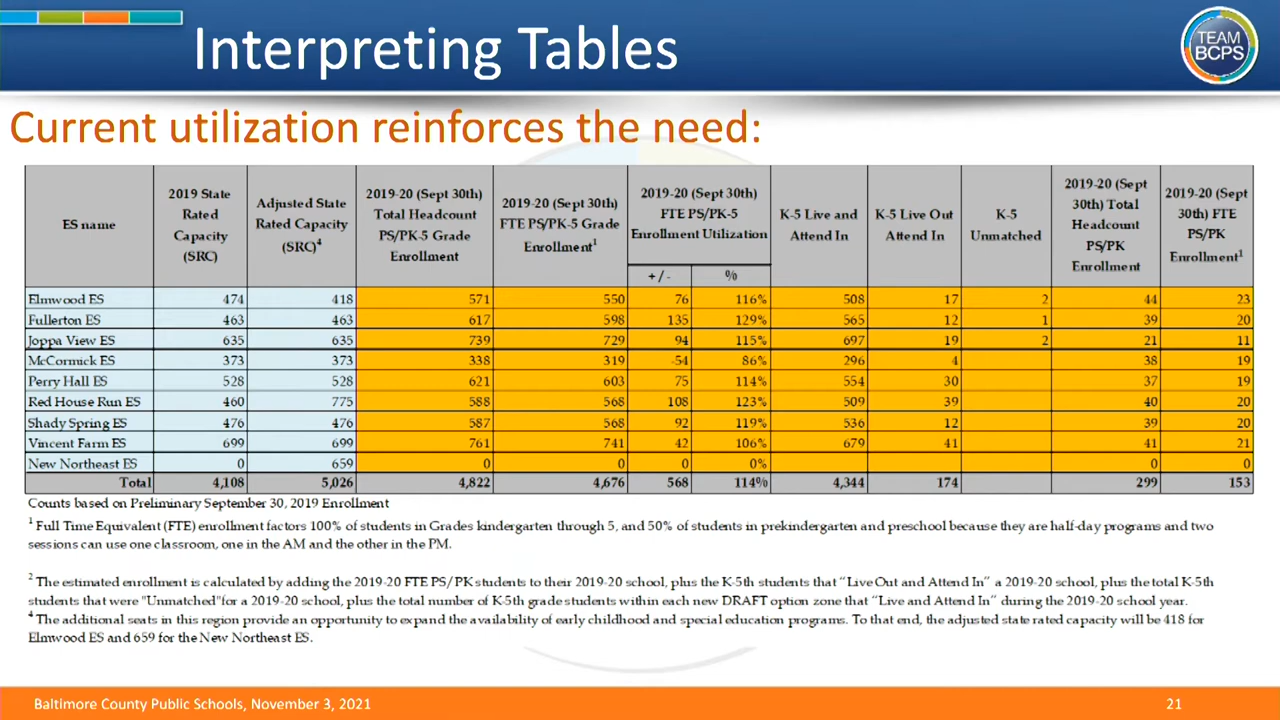 Interpreting Tables
TEAM
BCPS
Current utilization reinforces the need:
ES name | 2019 State Rated Capacity (SRC) | Adjusted State Rated Capacity (SRC)4 | 2019-20 (Sept 30th) Total Headcount PS/PK-5 Grade Enrollment | 2019-20 (Sept 30th) FTE PS/PK-5 Grade Enrollment1 | 2019-20 (Sept 30th) FTE PS/PK-5 Enrollment Utilization | K-5 Live and Attend In | K-5 Live Out Attend In | K-5 Unmatched | 2019-20 (Sept 30th) Total Headcount PS/PK Enrollment | 2019-20 (Sept 30th) FTE PS/PK Enrollment1
+ / - | %
Elmwood ES 474 418 571 550 76 116% 508 17 2 44 23
Fullerton ES 463 463 617 598 135 129% 565 12 1 39 20
Joppa View ES 635 635 739 729 94 115% 697 19 2 21 11
McCormick ES 373 373 338 319 -54 86% 296 4 38 19
Perry Hall ES 528 528 621 603 75 114% 554 30 37 19
Red House Run ES 460 775 588 568 108 123% 509 39 40 20
Shady Spring ES 476 476 587 568 92 119% 536 12 39 20
Vincent Farm ES 699 699 761 741 42 106% 679 41 41 21
New Northeast ES 0 659 0 0 0 0% 0 0
Total 4,108 5,026 4,822 4,676 568 114% 4,344 174 299 153
Counts based on Preliminary September 30, 2019 Enrollment
1 Full Time Equivalent (FTE) enrollment factors 100% of students in Grades kindergarten through 5, and 50% of students in prekindergarten and preschool because they are half-day programs and two
sessions can use one classroom, one in the AM and the other in the PM.
2 The estimated enrollment is calculated by adding the 2019-20 FTE PS/PK students to their 2019-20 school, plus the K-5th students that "Live Out and Attend In" a 2019-20 school, plus the total K-5th
students that were "Unmatched"for a 2019-20 school, plus the total number of K-5th grade students within each new DRAFT option zone that "Live and Attend In" during the 2019-20 school year.
4 The additional seats in this region provide an opportunity to expand the availability of early childhood and special education programs. To that end, the adjusted state rated capacity will be 418 for
Elmwood ES and 659 for the New Northeast ES.
Baltimore County Public Schools, November 3, 2021
21